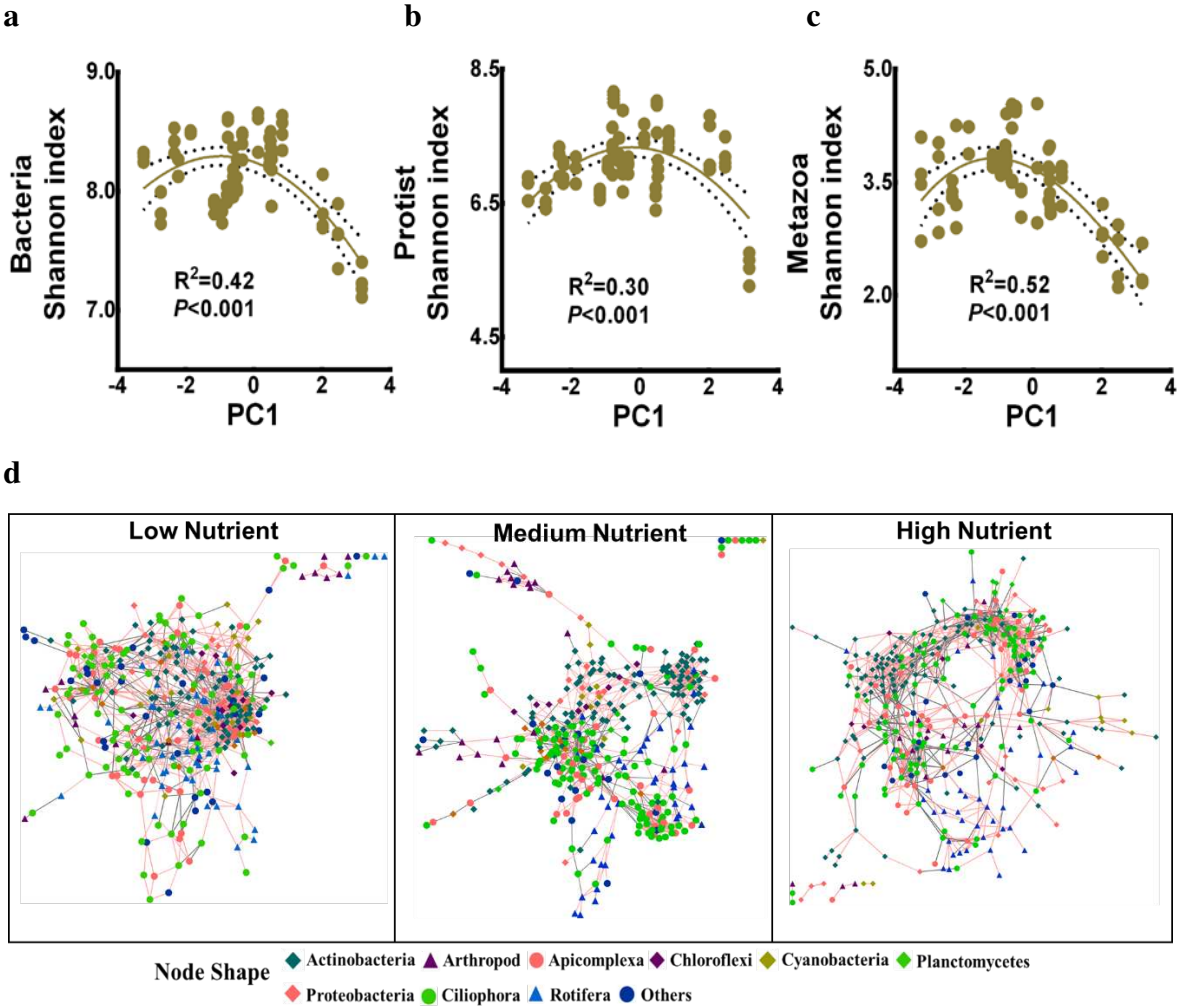 a
b
c
9.0
8.0
7.0
Bacteria
Shannon index
R²=0.42
P<0.001
-4 -2 0 2 4
PC1
8.5
6.5
4.5
Protist
Shannon index
R²=0.30
P<0.001
-4 -2 0 2 4
PC1
5.0
3.5
2.0
Metazoa
Shannon index
R²=0.52
P<0.001
-4 -2 0 2 4
PC1
d
Low Nutrient
Medium Nutrient
High Nutrient
Node Shape
Actinobacteria Arthropod Apicomplexa Chloroflexi Cyanobacteria Planctomycetes
Proteobacteria Ciliophora Rotifera Others